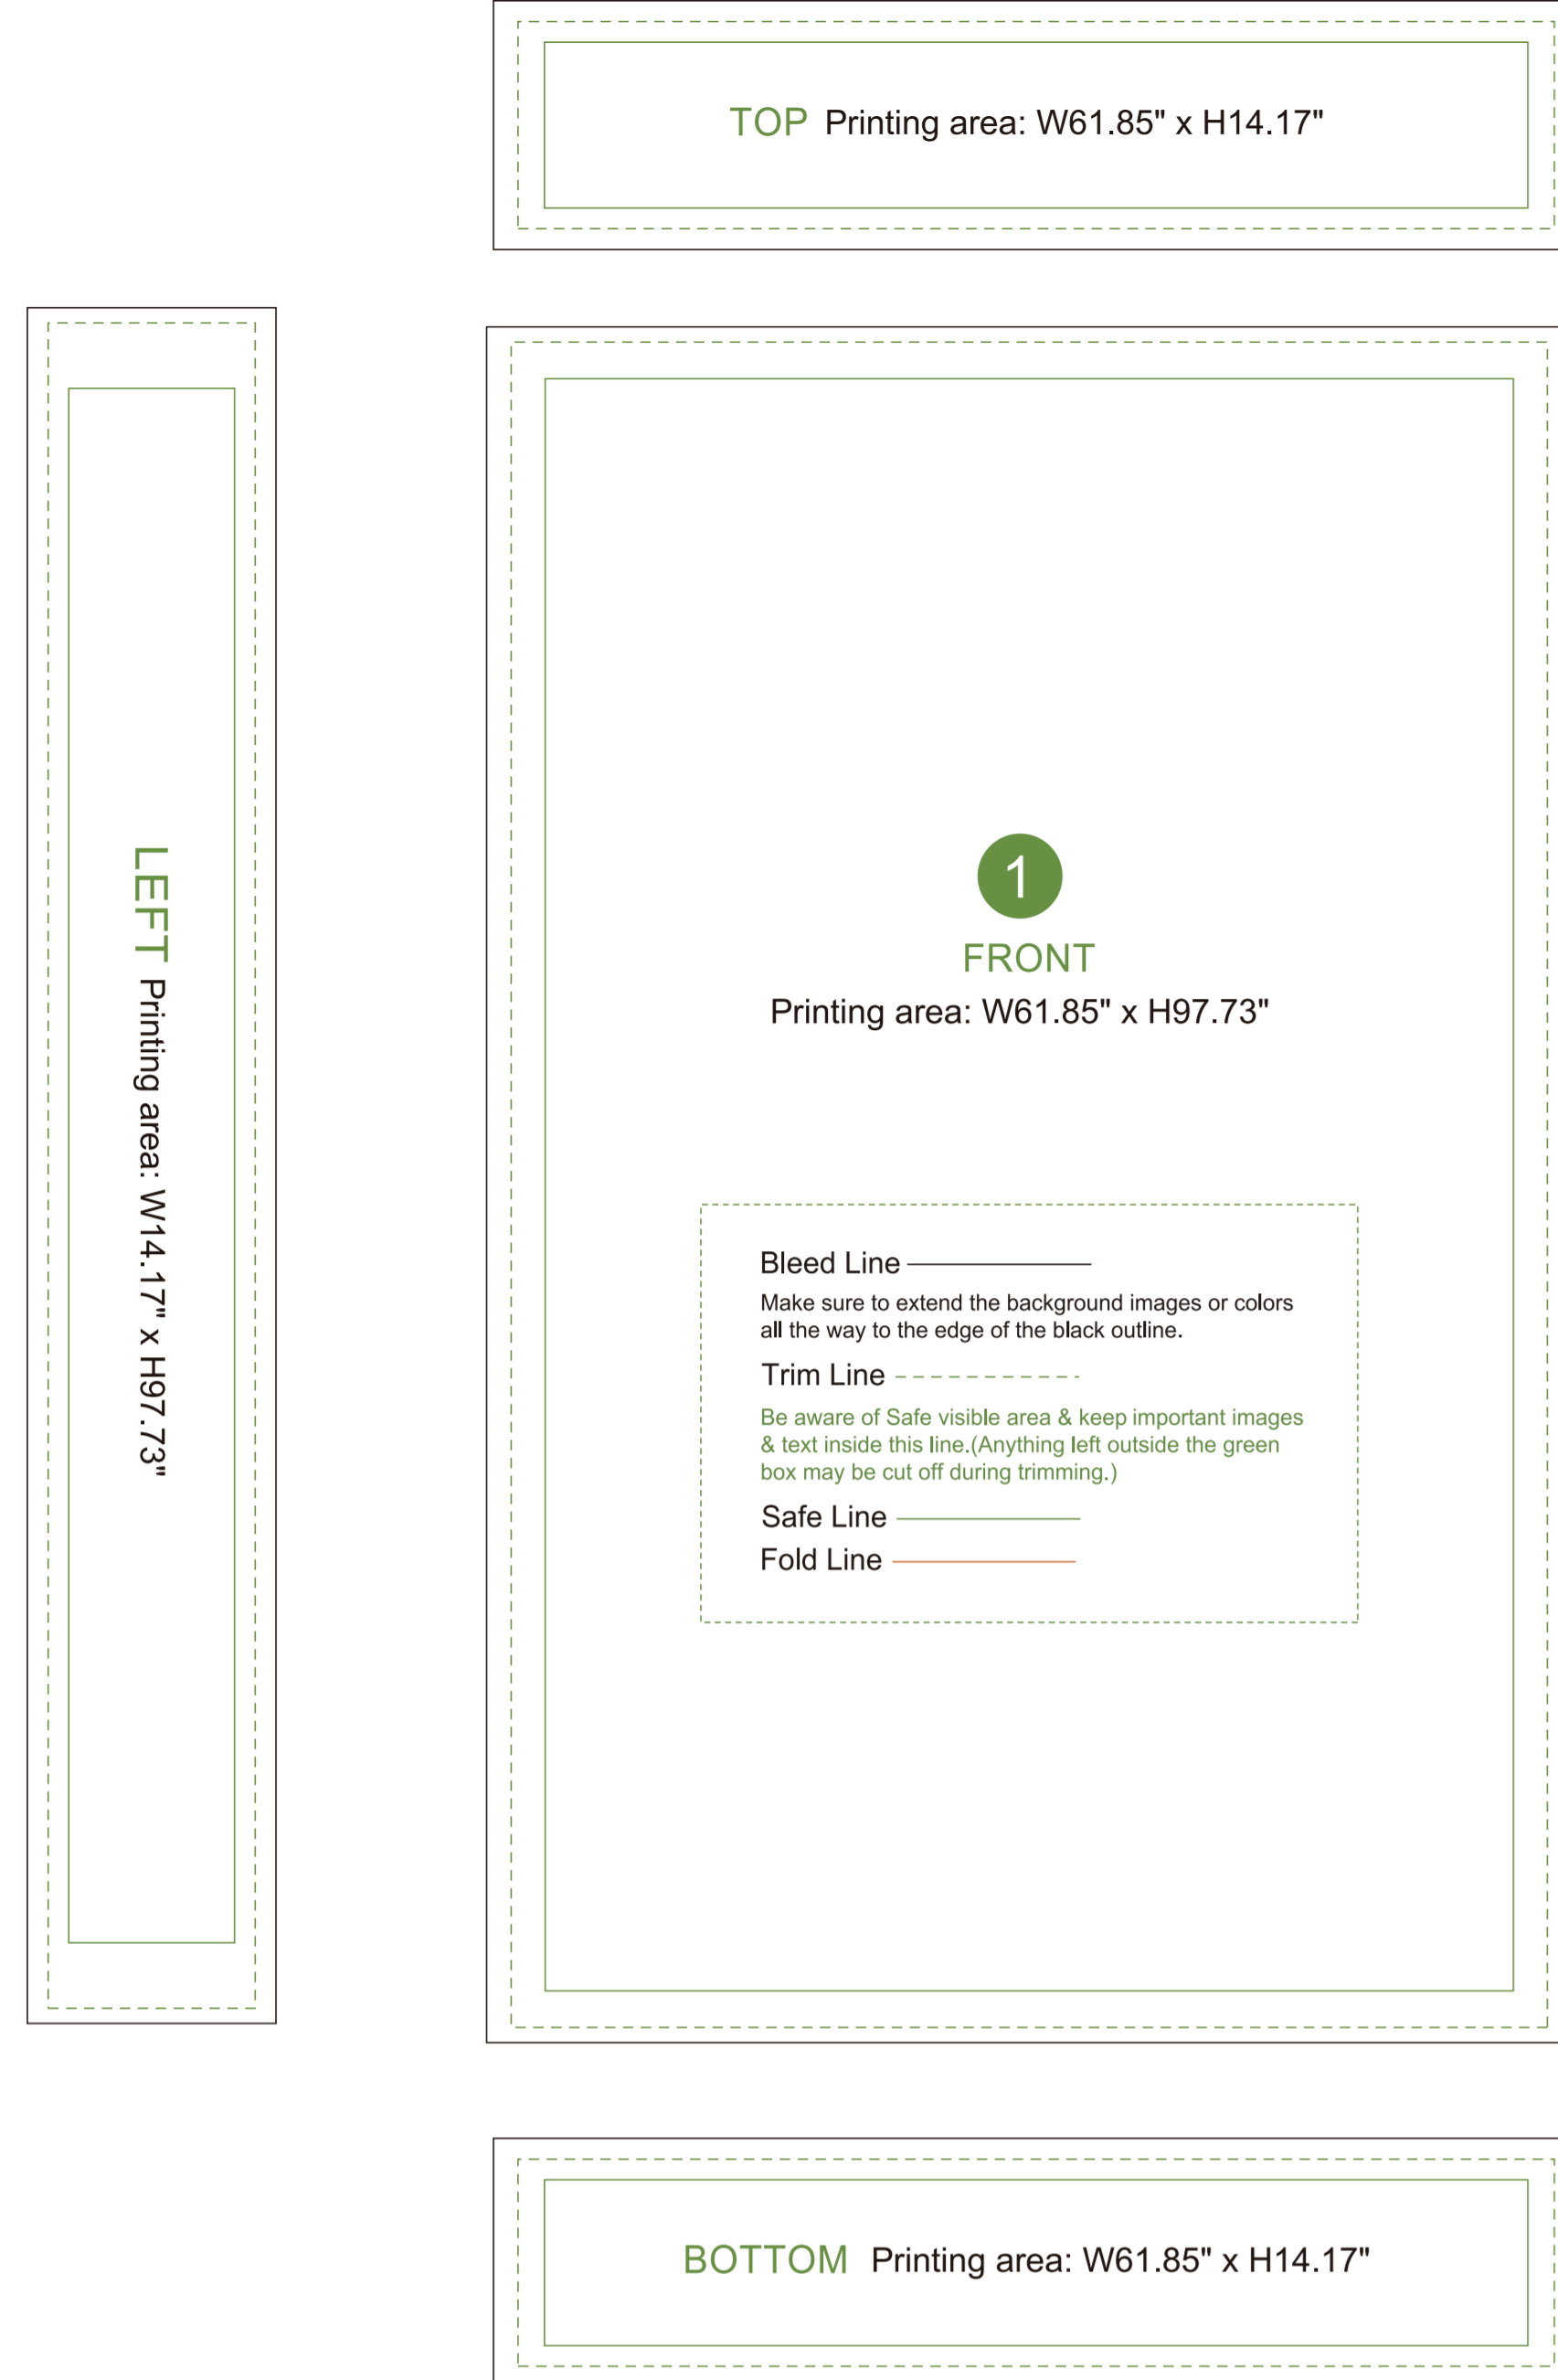 TOP Printing area: W61.85" x H14.17"
LEFT Printing area: W14.17" x H97.73"
1
FRONT
Printing area: W61.85" x H97.73"
Bleed Line
Make sure to extend the background images or colors
all the way to the edge of the black outline.
Trim Line
Be aware of Safe visible area & keep important images
& text inside this line.(Anything left outside the green
box may be cut off during trimming.)
Safe Line
Fold Line
BOTTOM Printing area: W61.85" x H14.17"